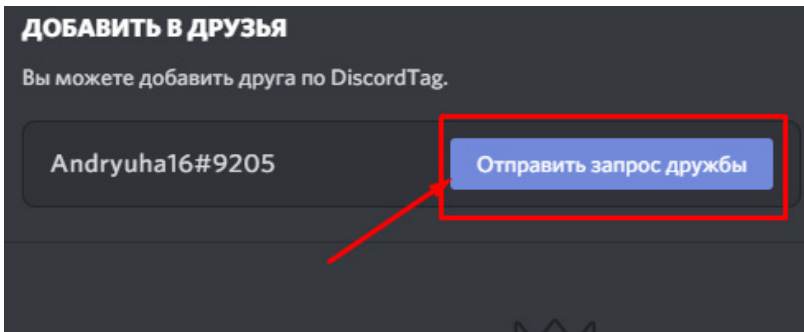 ДОБАВИТЬ В ДРУЗЬЯ
Вы можете добавить друга по DiscordTag.
Andryuha16#9205
Отправить запрос дружбы